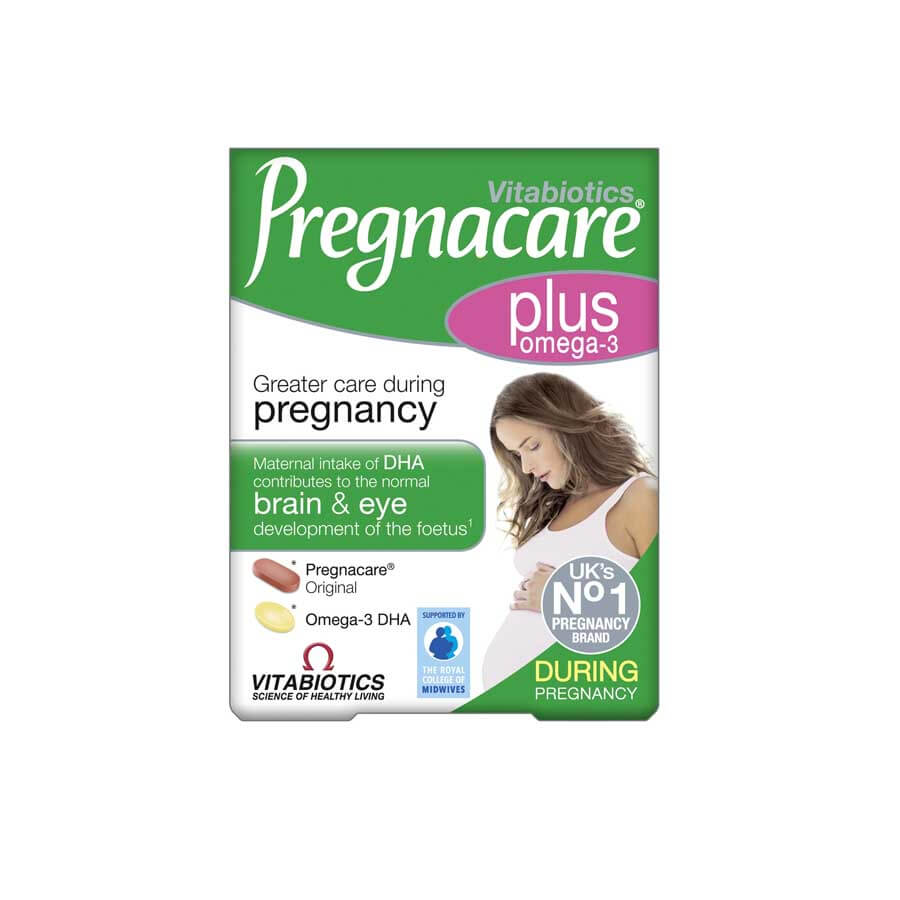 Vitabiotics
Pregnacare®
plus
omega-3
Greater care during
pregnancy
Maternal intake of DHA
contributes to the normal
brain & eye
development of the foetus¹
* Pregnacare®
Original
* Omega-3 DHA
SUPPORTED BY
THE ROYAL
COLLEGE OF
MIDWIVES
VITABIOTICS
SCIENCE OF HEALTHY LIVING
UK's
Nº1
PREGNANCY
BRAND
DURING
PREGNANCY